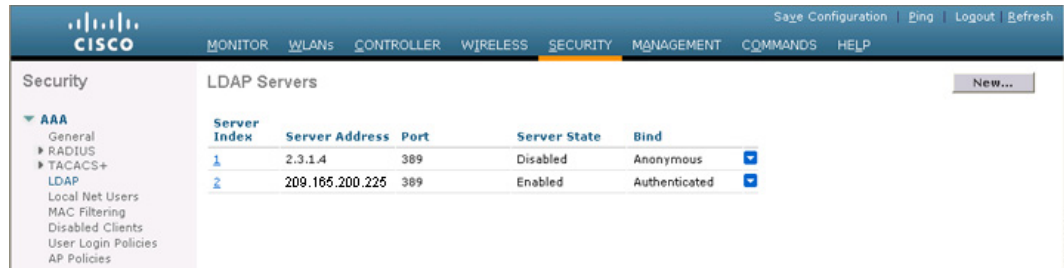 Save Configuration | Ping | Logout | Refresh
CISCO
MONITOR WLANs CONTROLLER WIRELESS SECURITY MANAGEMENT COMMANDS HELP
Security
AAA
General
RADIUS
TACACS+
LDAP
Local Net Users
MAC Filtering
Disabled Clients
User Login Policies
AP Policies
LDAP Servers
New...
Server Index Server Address Port Server State Bind
1 2.3.1.4 389 Disabled Anonymous
2 209.165.200.225 389 Enabled Authenticated